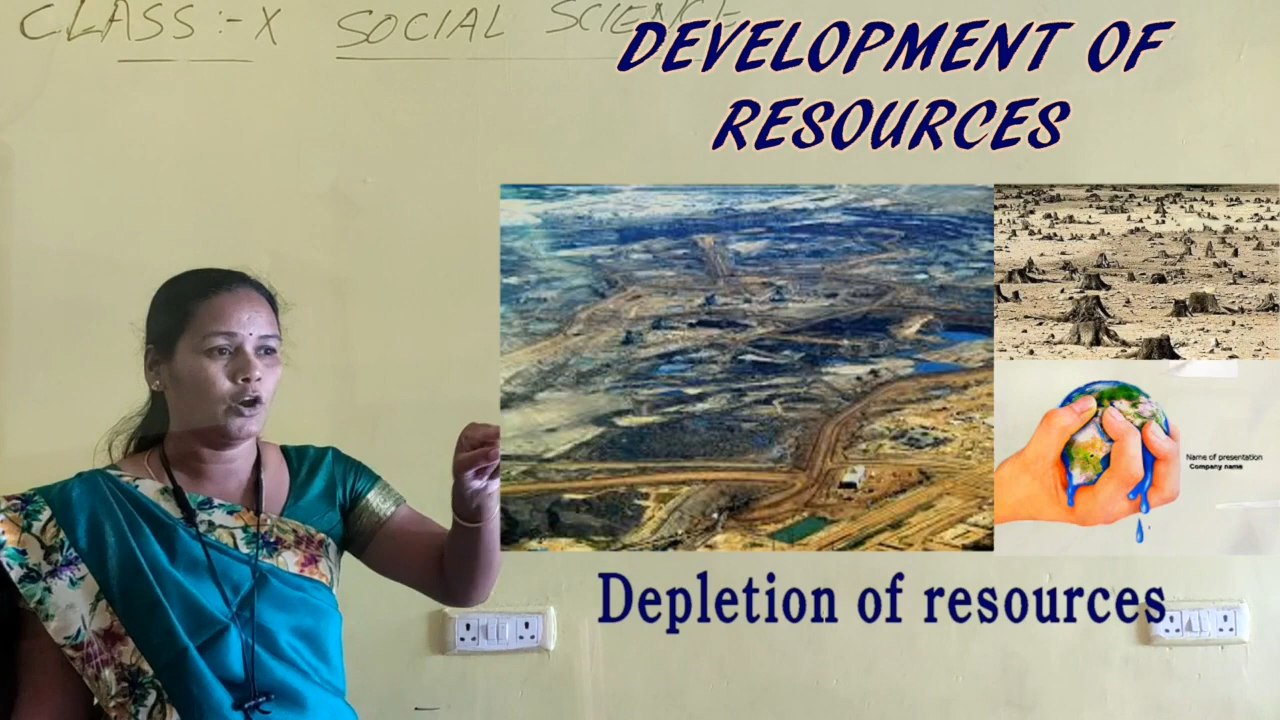 CLASS :- X SOCIAL SCIENCE
DEVELOPMENT OF
RESOURCES
Name of presentation
Company name
Depletion of resources